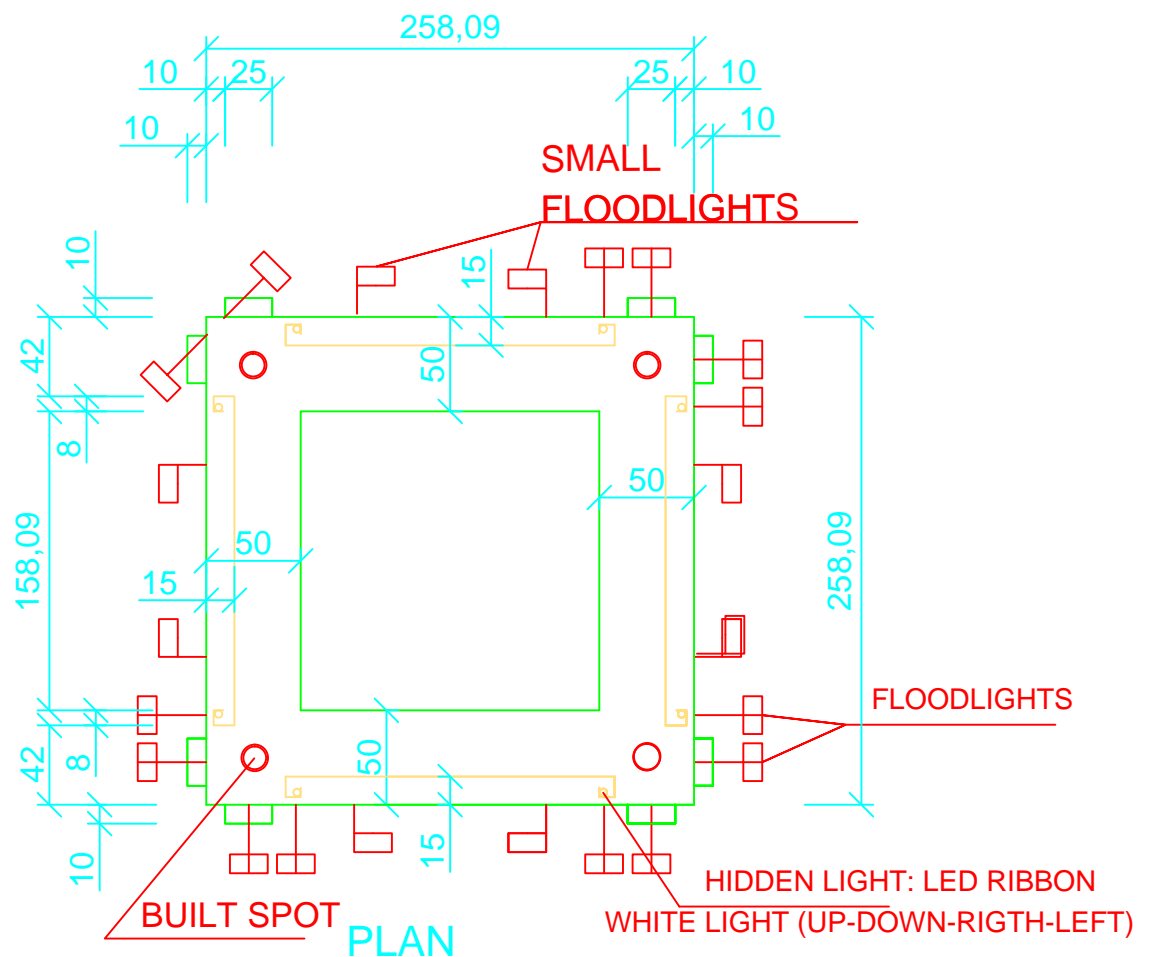 258,09
10 25 25 10
10 10
SMALL
FLOODLIGHTS
10
15
42
50
8
50
158,09
50
258,09
15
FLOODLIGHTS
42
8
50
10
15
HIDDEN LIGHT: LED RIBBON
BUILT SPOT
WHITE LIGHT (UP-DOWN-RIGTH-LEFT)
PLAN